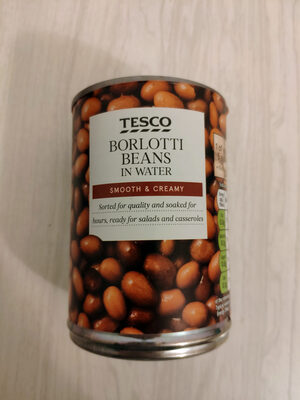 TESCO
BORLOTTI
BEANS
IN WATER
SMOOTH & CREAMY
Sorted for quality and soaked for
hours, ready for salads and casseroles